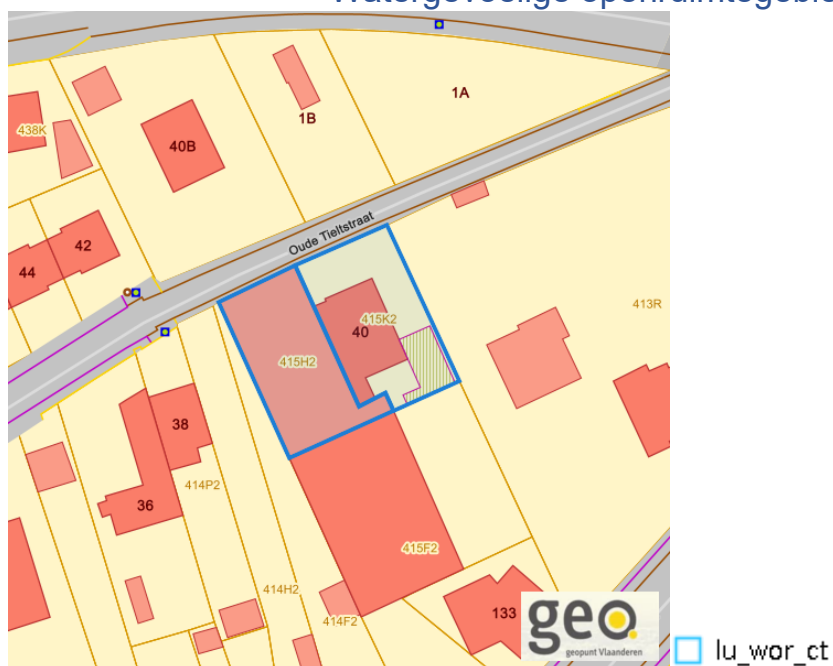 Watergevoelige openruimtegebie
1A
1B
438K
40B
Oude Tieltstraat
42
44
413R
415K2
40
415H2
38
414P2
36
415F2
414H2
133
414F2
geo
geopunt Vlaanderen
lu_wor_ct